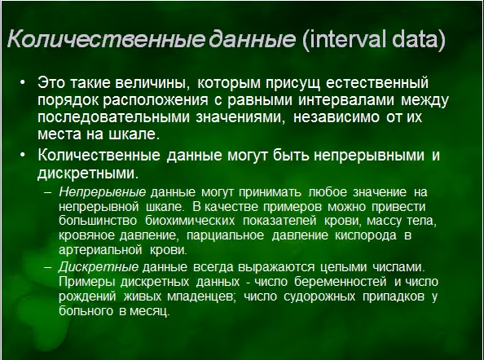 Количественные данные (interval data)
• Это такие величины, которым присущ естественный
порядок расположения с равными интервалами между
последовательными значениями, независимо от их
места на шкале.
• Количественные данные могут быть непрерывными и
дискретными.
– Непрерывные данные могут принимать любое значение на
непрерывной шкале. В качестве примеров можно привести
большинство биохимических показателей крови, массу тела,
кровяное давление, парциальное давление кислорода в
артериальной крови.
– Дискретные данные всегда выражаются целыми числами.
Примеры дискретных данных - число беременностей и число
рождений живых младенцев; число судорожных припадков у
больного в месяц.